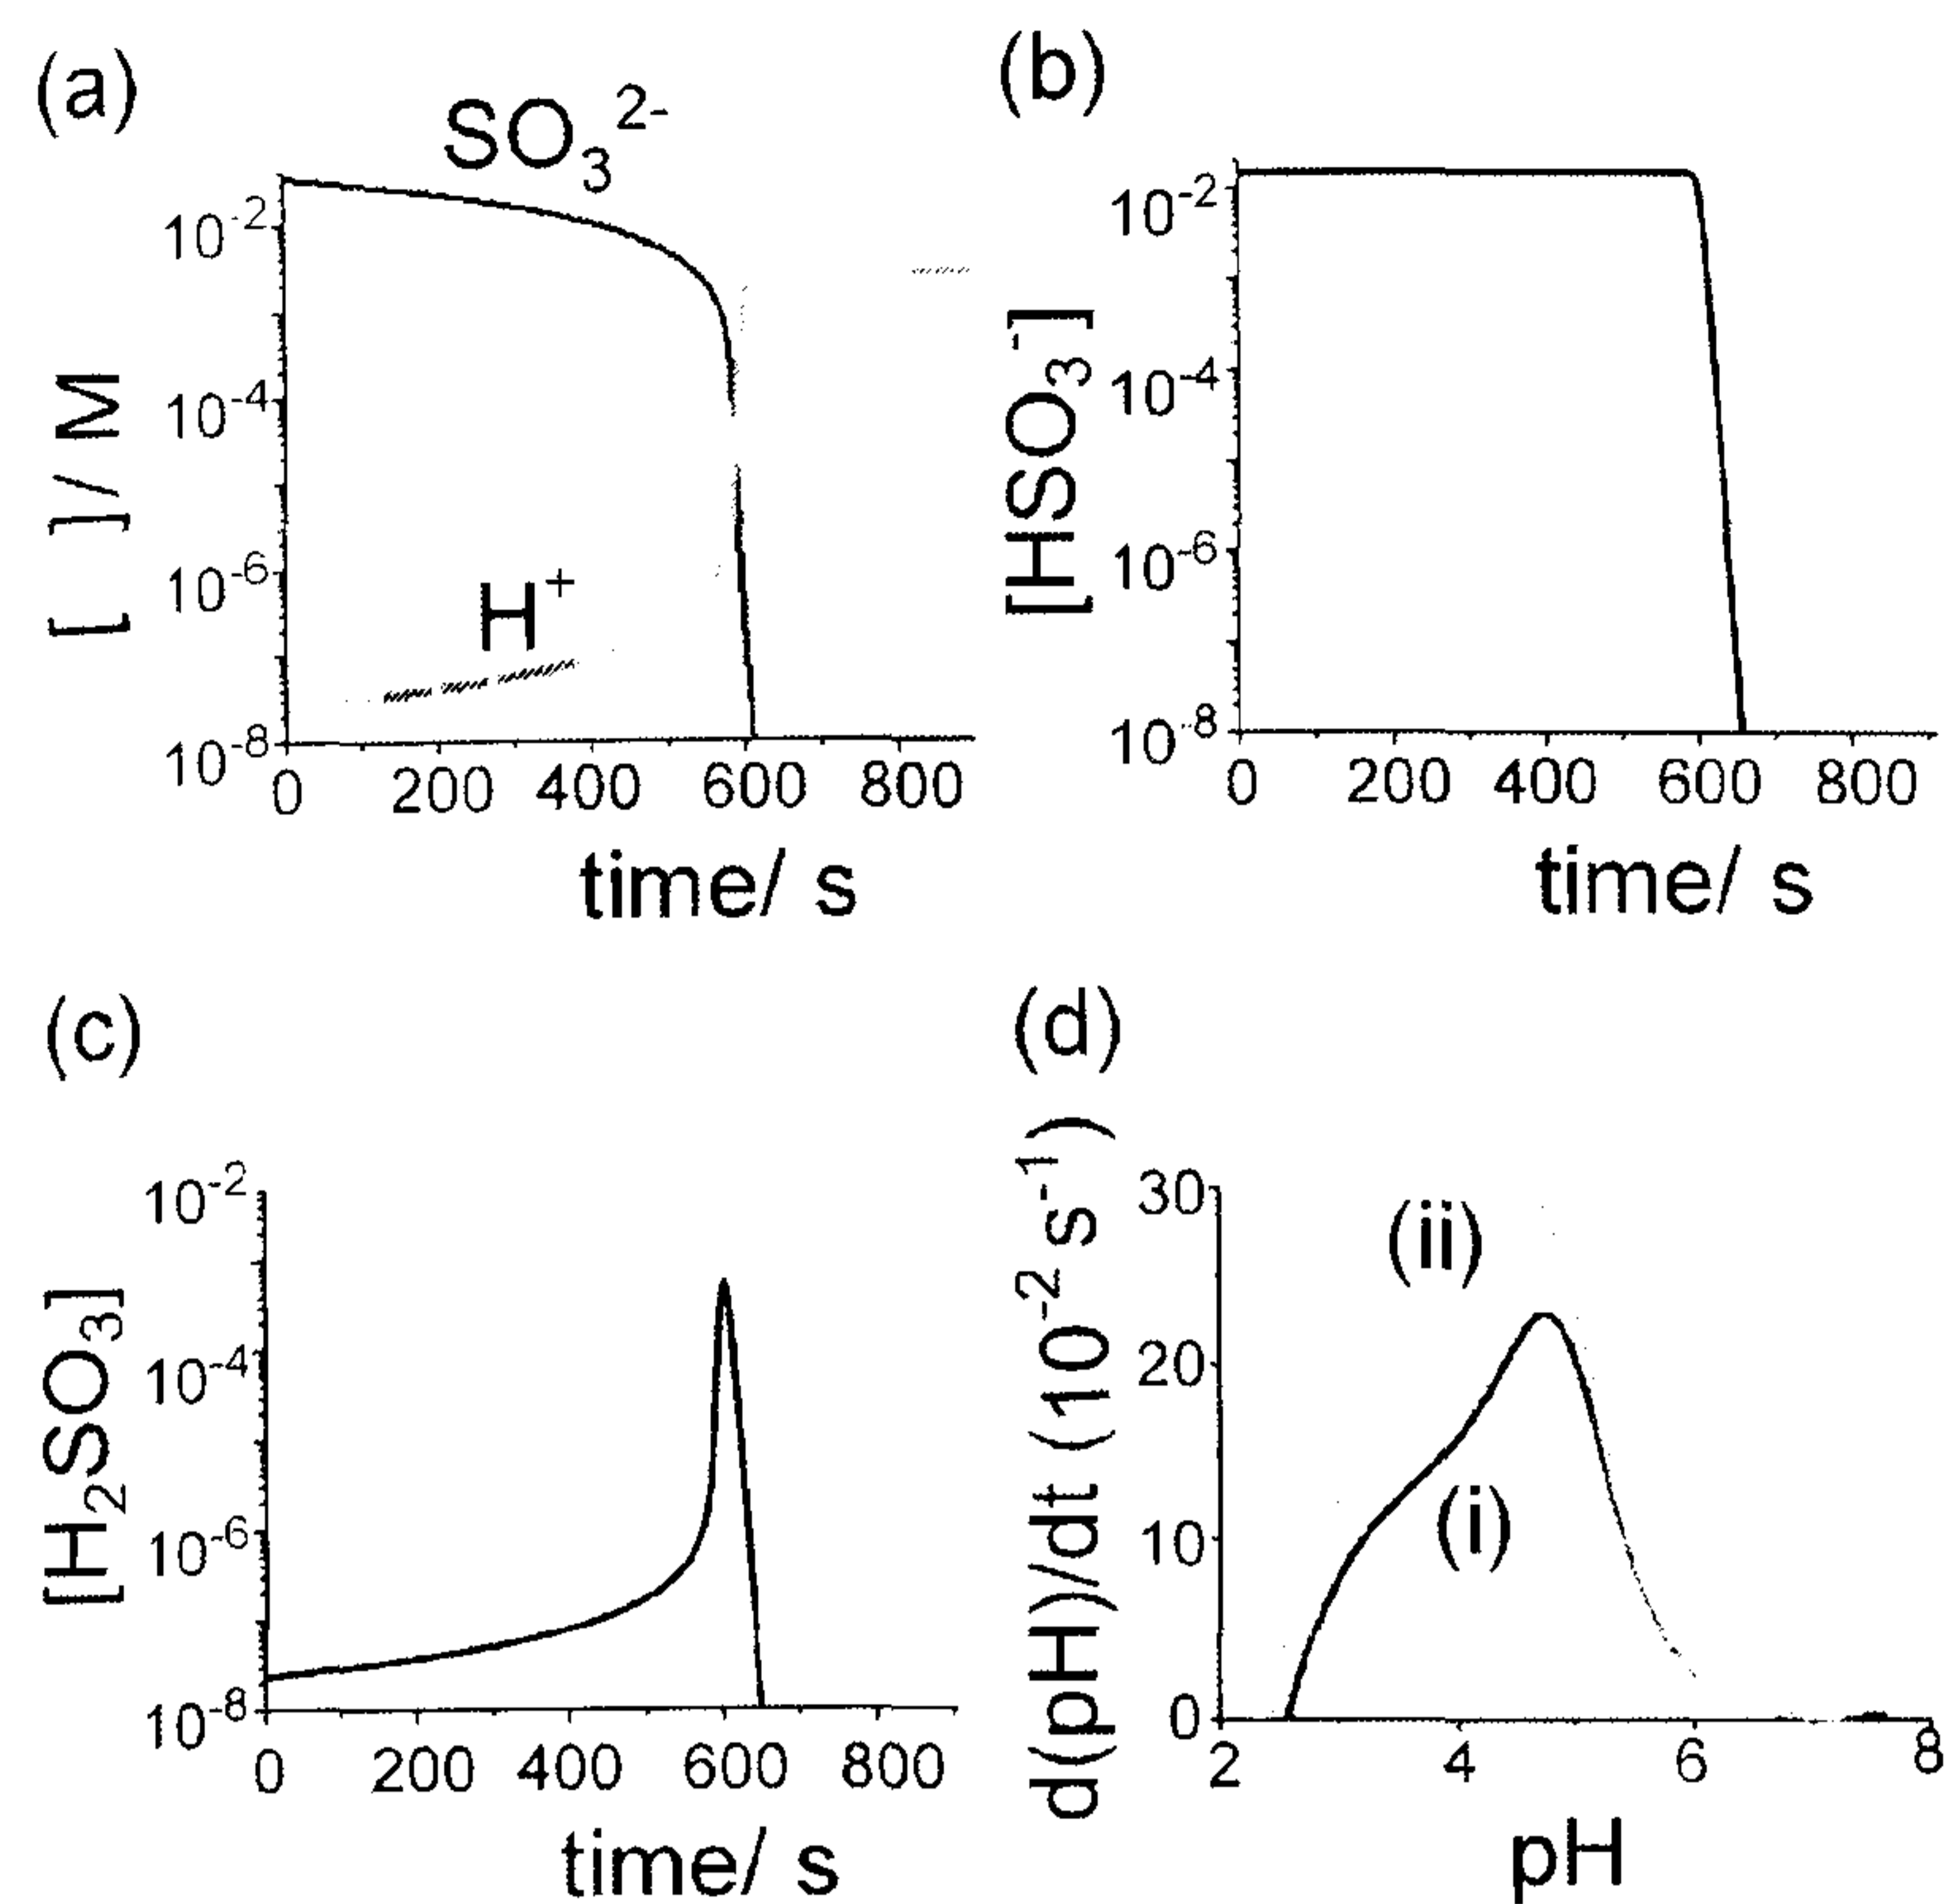 (a)
SO₃²⁻
10⁻²
10⁻⁴
10⁻⁶
10⁻⁸
[ ]/ M
H⁺
0 200 400 600 800
time/ s
(b)
10⁻²
10⁻⁴
10⁻⁶
10⁻⁸
[HSO₃⁻]
0 200 400 600 800
time/ s
(c)
10⁻²
10⁻⁴
10⁻⁶
10⁻⁸
[H₂SO₃]
0 200 400 600 800
time/ s
(d)
30
20
10
0
d(pH)/dt (10⁻² s⁻¹)
(ii)
(i)
2 4 6 8
pH